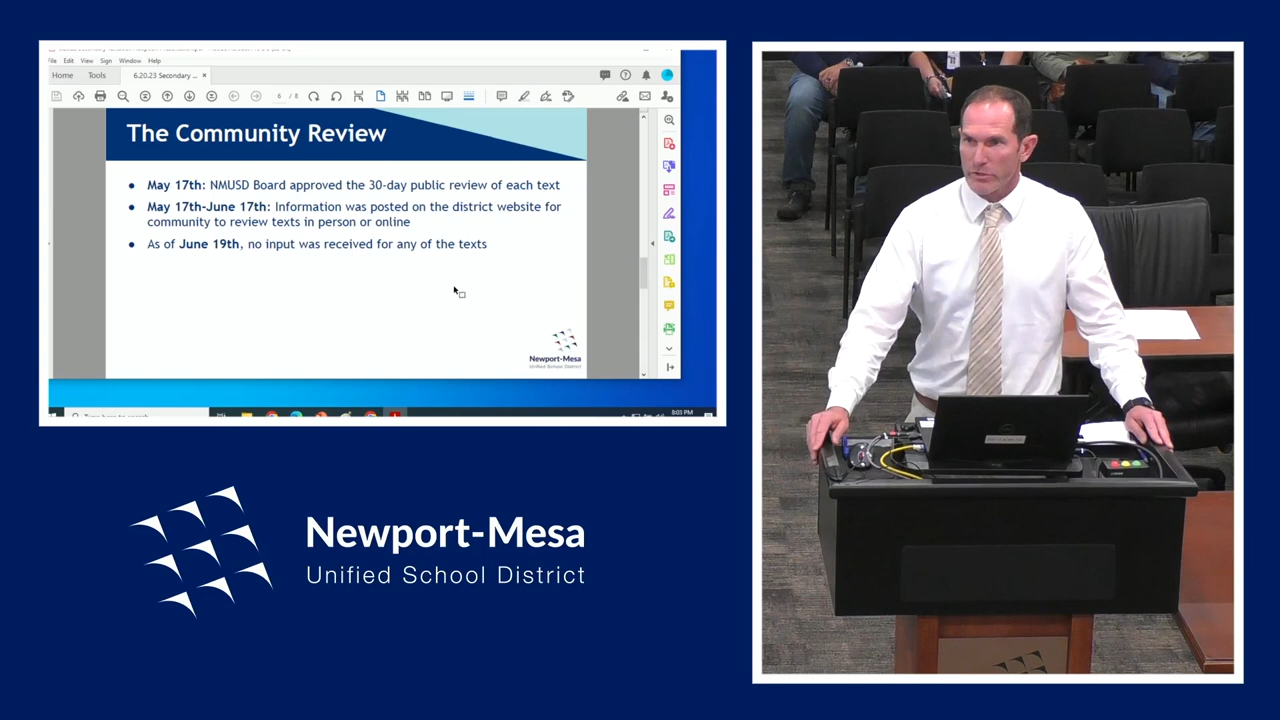 File Edit View Sign Window Help
Home Tools 6.20.23 Secondary ... ×
6 / 8
The Community Review
● May 17th: NMUSD Board approved the 30-day public review of each text
● May 17th-June 17th: Information was posted on the district website for
community to review texts in person or online
● As of June 19th, no input was received for any of the texts
Newport-Mesa
Unified School District
8:03 PM
Newport-Mesa
Unified School District